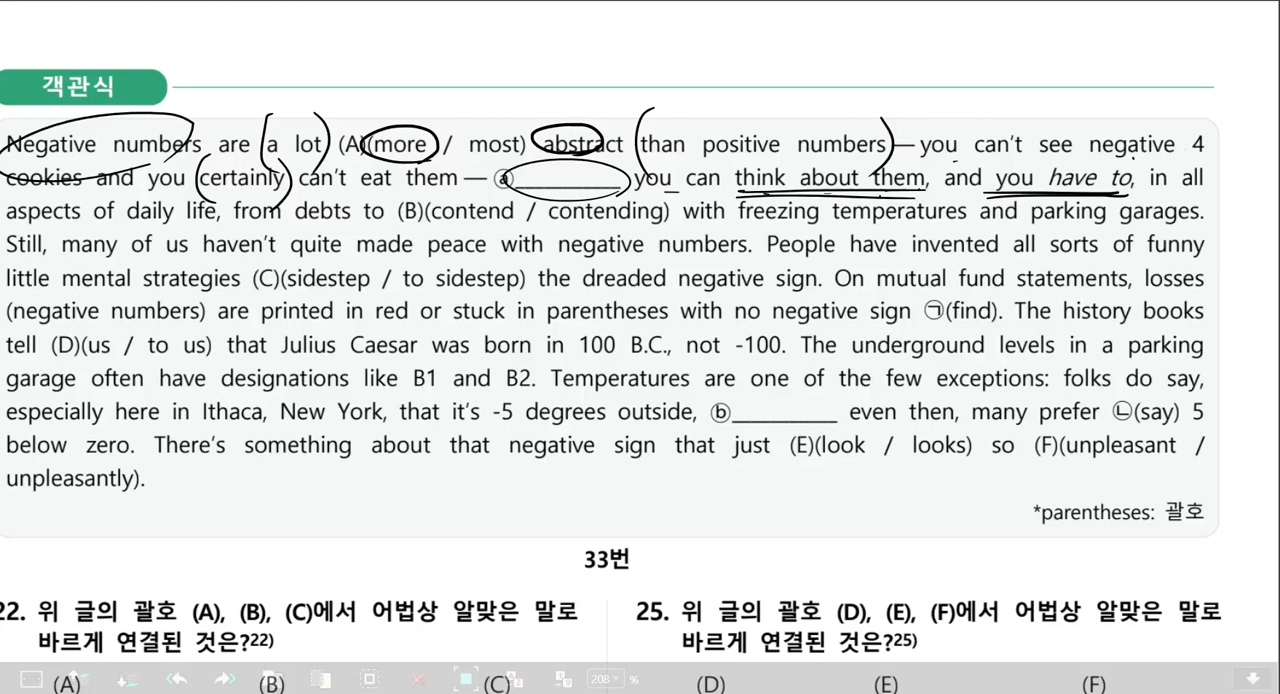 객관식
Negative numbers are a lot (A)(more / most) abstract than positive numbers — you can't see negative 4
cookies and you certainly can't eat them — ⓐ__________ you can think about them, and you have to, in all
aspects of daily life, from debts to (B)(contend / contending) with freezing temperatures and parking garages.
Still, many of us haven't quite made peace with negative numbers. People have invented all sorts of funny
little mental strategies (C)(sidestep / to sidestep) the dreaded negative sign. On mutual fund statements, losses
(negative numbers) are printed in red or stuck in parentheses with no negative sign ㉠(find). The history books
tell (D)(us / to us) that Julius Caesar was born in 100 B.C., not -100. The underground levels in a parking
garage often have designations like B1 and B2. Temperatures are one of the few exceptions: folks do say,
especially here in Ithaca, New York, that it's -5 degrees outside, ⓑ__________ even then, many prefer ㉡(say) 5
below zero. There's something about that negative sign that just (E)(look / looks) so (F)(unpleasant /
unpleasantly).
*parentheses: 괄호
33번
22. 위 글의 괄호 (A), (B), (C)에서 어법상 알맞은 말로
바르게 연결된 것은?22)
(A) (B) (C)
25. 위 글의 괄호 (D), (E), (F)에서 어법상 알맞은 말로
바르게 연결된 것은?25)
(D) (E) (F)
208 %